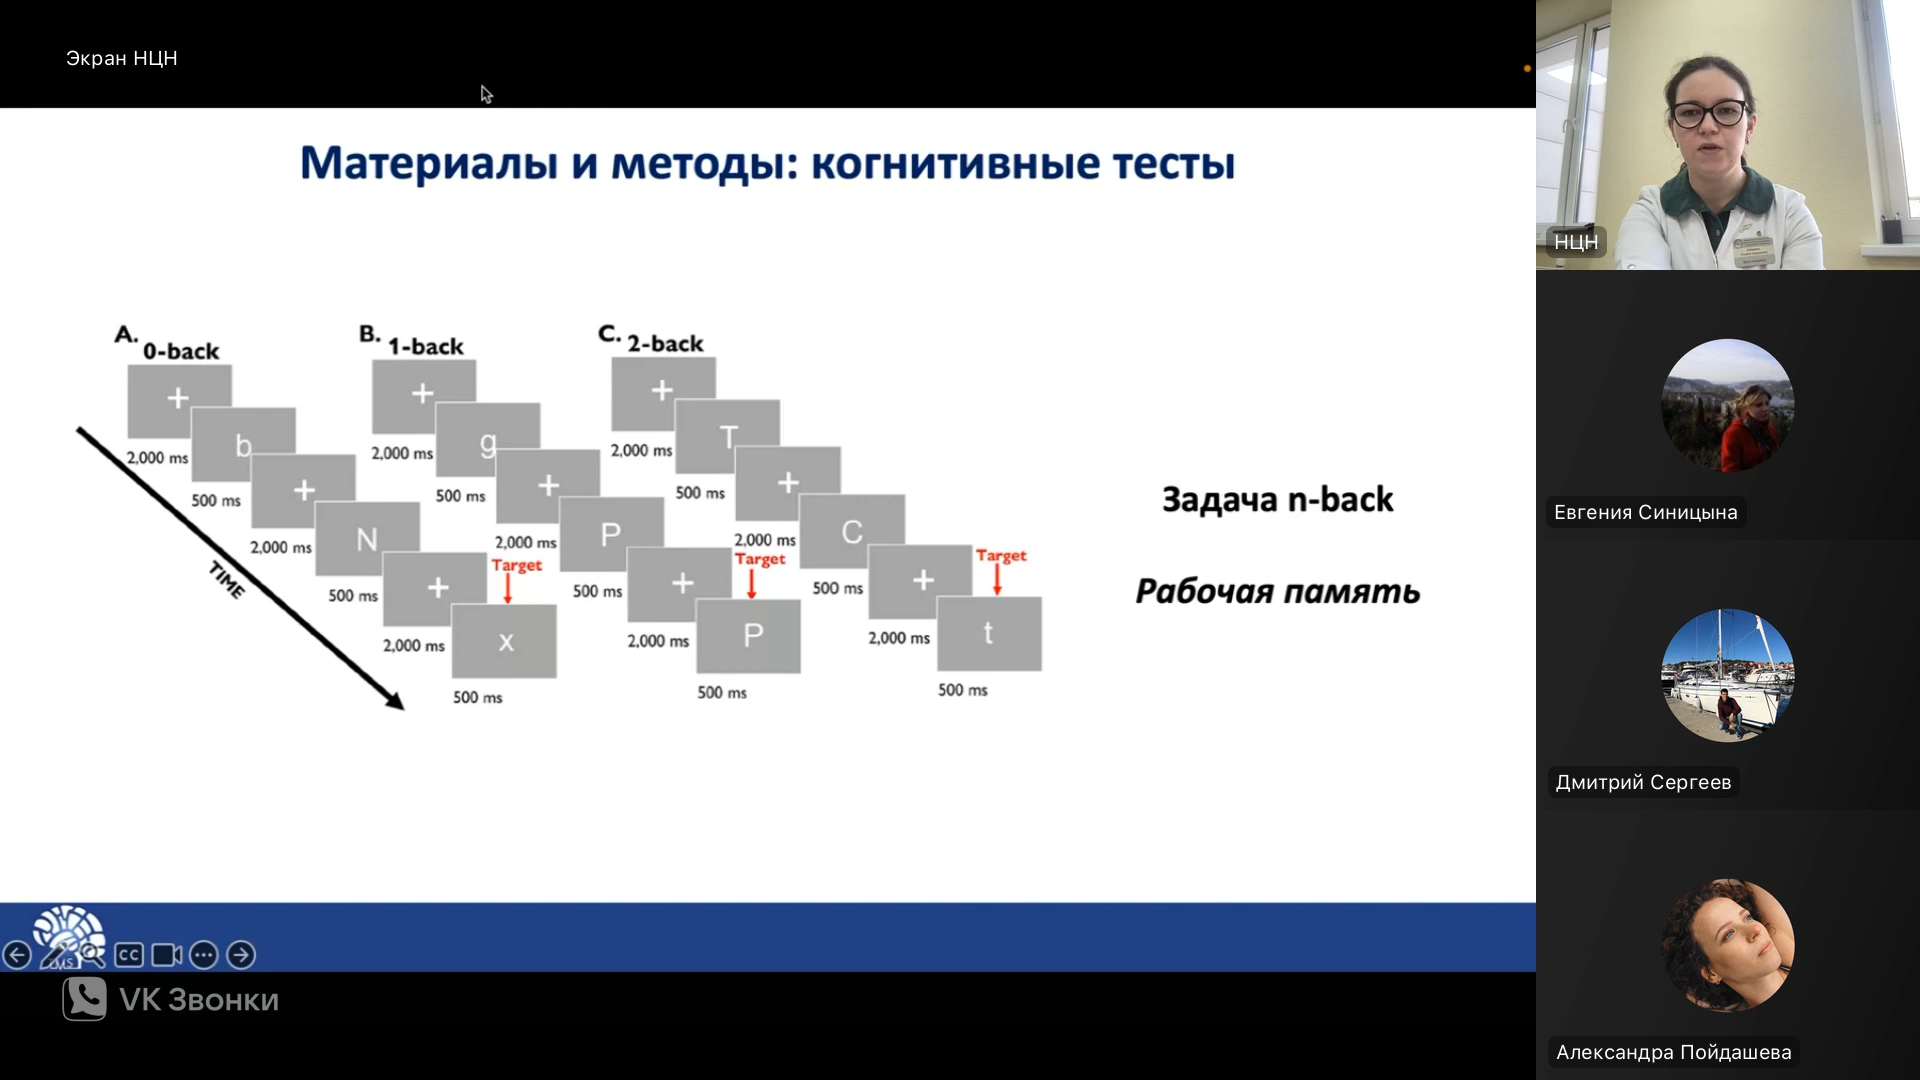 Экран НЦН
Материалы и методы: когнитивные тесты
A. 0-back
+
2,000 ms
b
500 ms
+
2,000 ms
N
500 ms
+
2,000 ms
Target
x
500 ms
B. 1-back
+
2,000 ms
g
500 ms
+
2,000 ms
P
500 ms
+
2,000 ms
Target
P
500 ms
C. 2-back
+
2,000 ms
T
500 ms
+
2,000 ms
C
500 ms
+
2,000 ms
Target
t
500 ms
TIME
Задача n-back
Рабочая память
CC
VK Звонки
НЦН
Евгения Синицына
Дмитрий Сергеев
Александра Пойдашева